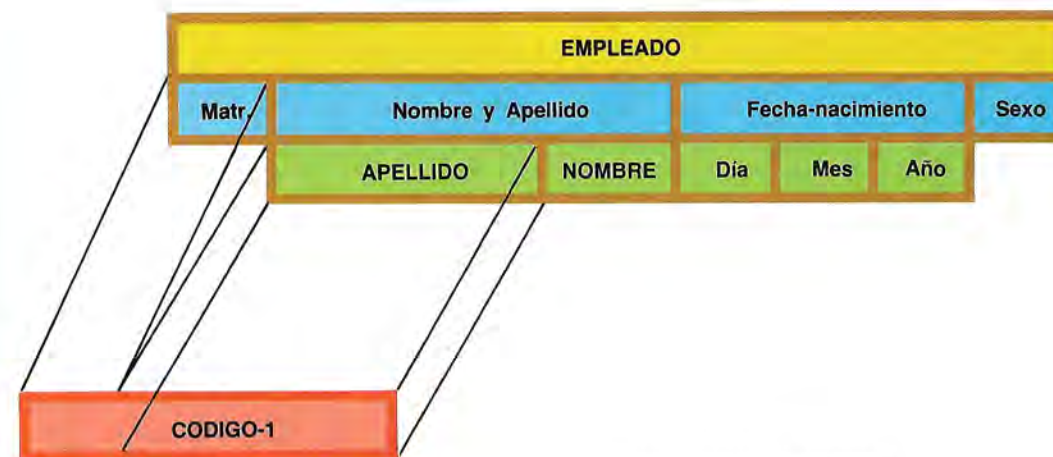 EMPLEADO
Matr. Nombre y Apellido Fecha-nacimiento Sexo
APELLIDO NOMBRE Día Mes Año
CODIGO-1